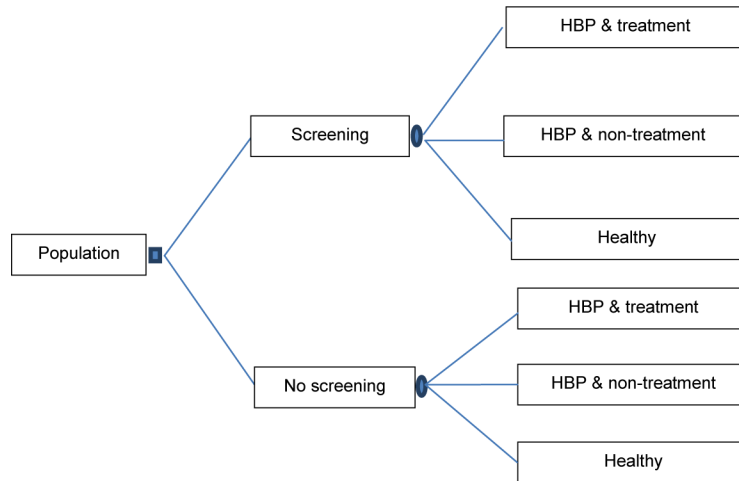 HBP & treatment
Screening
HBP & non-treatment
Healthy
Population
HBP & treatment
No screening
HBP & non-treatment
Healthy